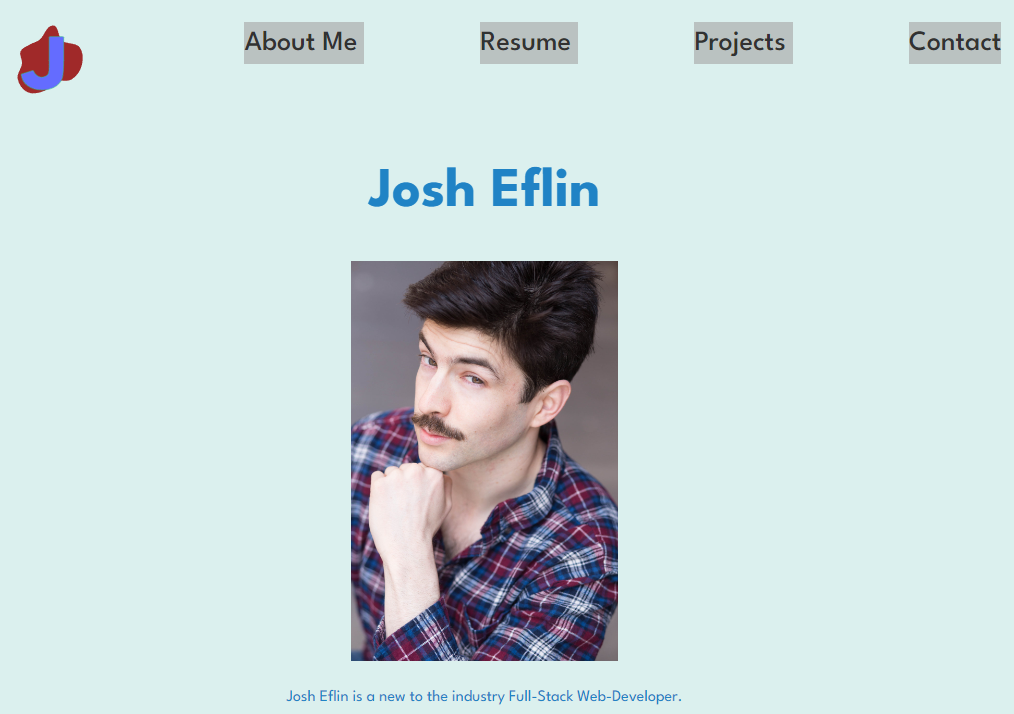 J
About Me Resume Projects Contact
Josh Eflin
Josh Eflin is a new to the industry Full-Stack Web-Developer.